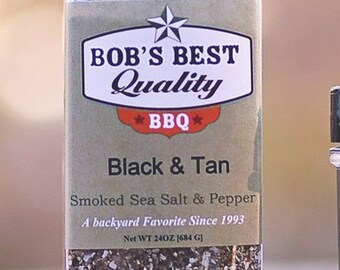 BOB'S BEST
Quality
BBQ
Black & Tan
Smoked Sea Salt & Pepper
A backyard Favorite Since 1993
Net WT 24OZ [684 G]